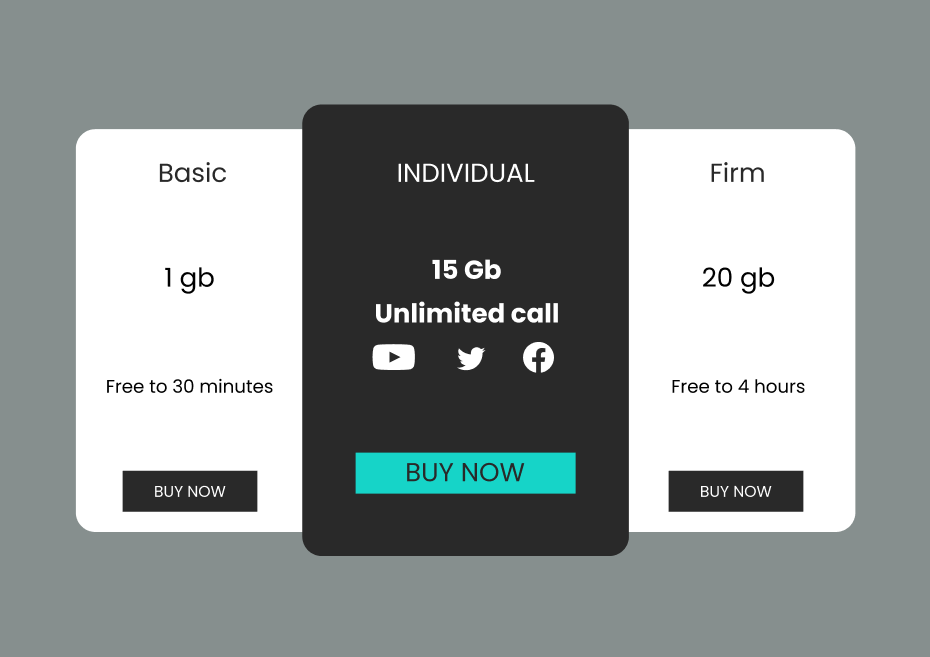 Basic
1 gb
Free to 30 minutes
BUY NOW
INDIVIDUAL
15 Gb
Unlimited call
BUY NOW
Firm
20 gb
Free to 4 hours
BUY NOW